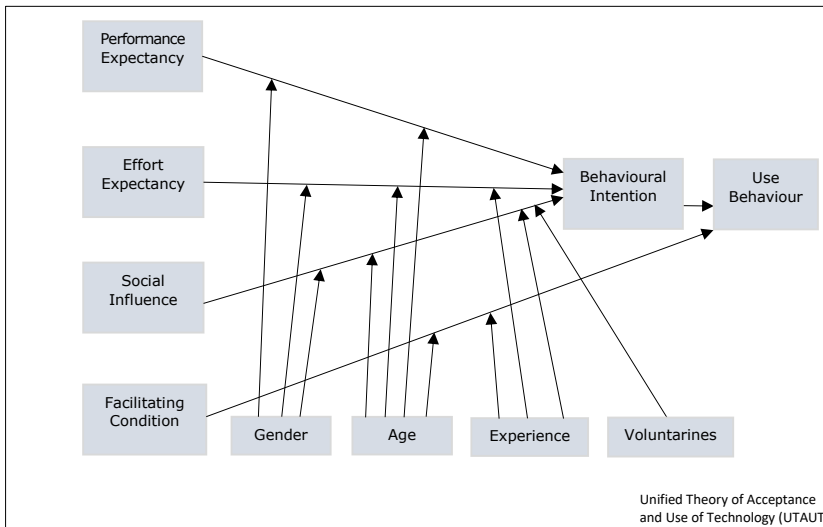 Performance
Expectancy
Effort
Expectancy
Behavioural
Intention
Use
Behaviour
Social
Influence
Facilitating
Condition
Gender
Age
Experience
Voluntarines
Unified Theory of Acceptance
and Use of Technology (UTAUT